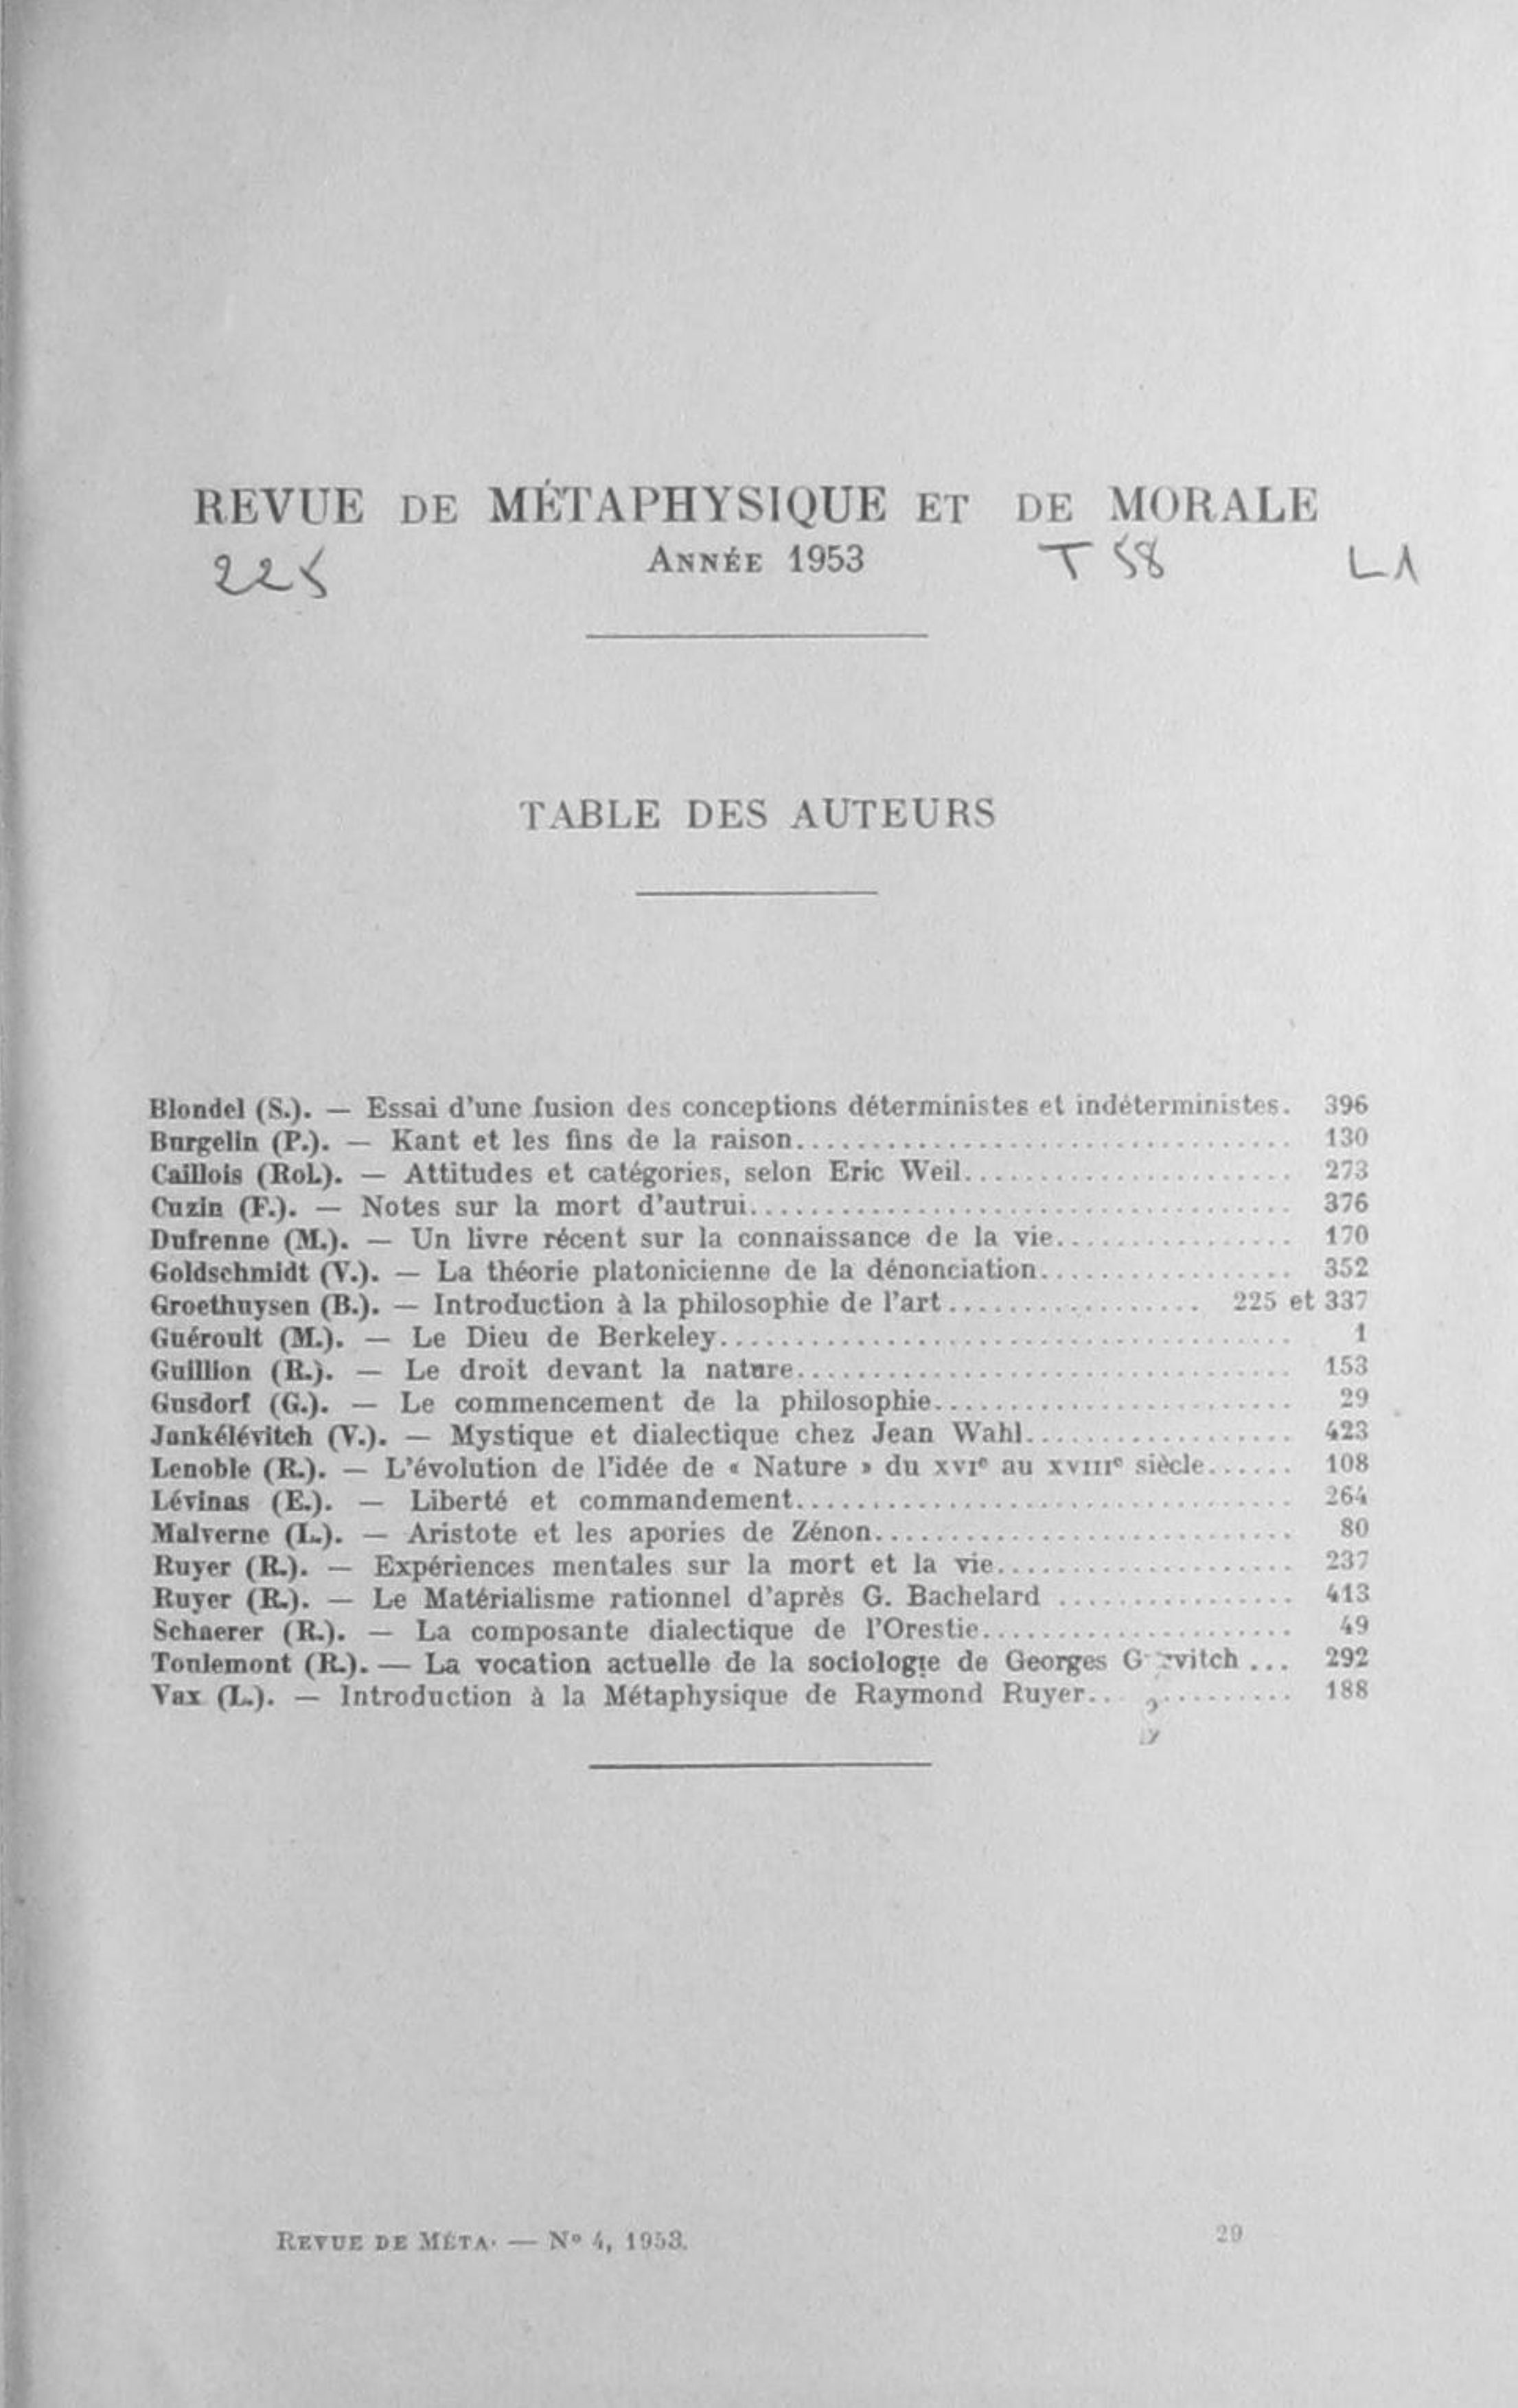 REVUE DE MÉTAPHYSIQUE ET DE MORALE
225 ANNÉE 1953 T 58 L1
TABLE DES AUTEURS
Blondel (S.). — Essai d'une fusion des conceptions déterministes et indéterministes. 396
Burgelin (P.). — Kant et les fins de la raison. 130
Caillois (Rol.). — Attitudes et catégories, selon Eric Weil. 273
Cuzin (F.). — Notes sur la mort d'autrui. 376
Dufrenne (M.). — Un livre récent sur la connaissance de la vie. 170
Goldschmidt (V.). — La théorie platonicienne de la dénonciation. 352
Groethuysen (B.). — Introduction à la philosophie de l'art 225 et 337
Guéroult (M.). — Le Dieu de Berkeley. 1
Guillion (R.). — Le droit devant la nature. 153
Gusdorf (G.). — Le commencement de la philosophie. 29
Jankélévitch (V.). — Mystique et dialectique chez Jean Wahl. 423
Lenoble (R.). — L'évolution de l'idée de « Nature » du XVIe au XVIIIe siècle. 108
Lévinas (E.). — Liberté et commandement. 264
Malverne (L.). — Aristote et les apories de Zénon. 80
Ruyer (R.). — Expériences mentales sur la mort et la vie. 237
Ruyer (R.). — Le Matérialisme rationnel d'après G. Bachelard 413
Schaerer (R.). — La composante dialectique de l'Orestie. 49
Toulemont (R.). — La vocation actuelle de la sociologie de Georges 292
Vax (L.). — Introduction à la Métaphysique de Raymond Ruyer. 188
REVUE DE MÉTA. — N° 4, 1953. 29